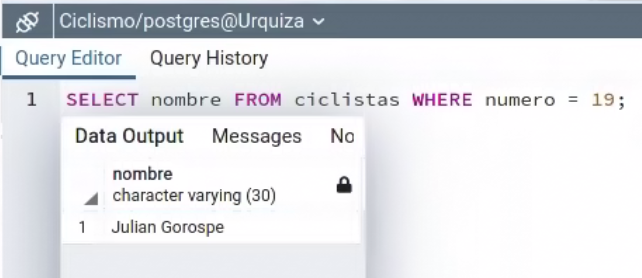 Ciclismo/postgres@Urquiza
Query Editor Query History
1 SELECT nombre FROM ciclistas WHERE numero = 19;
Data Output Messages No
nombre
character varying (30)
1 Julian Gorospe